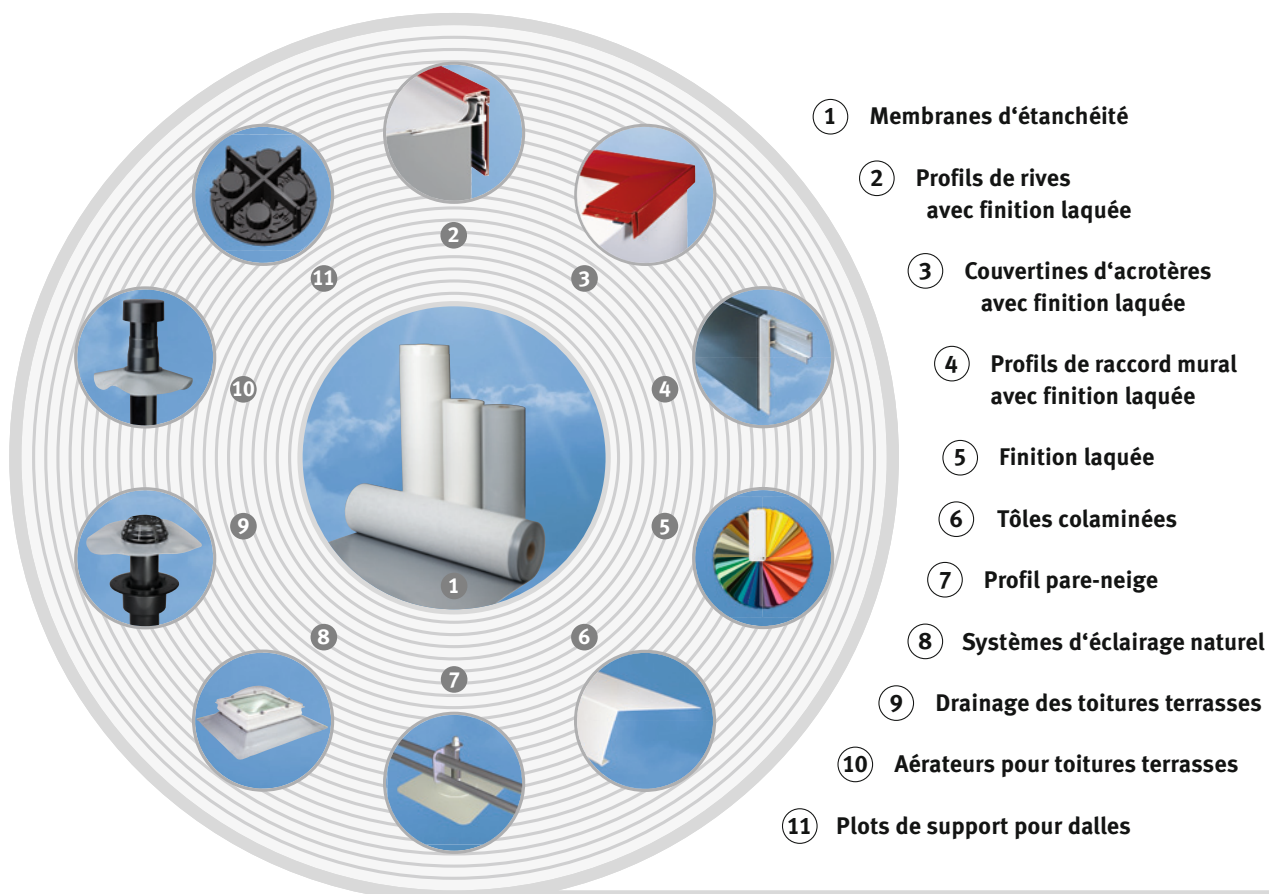 1 Membranes d‘étanchéité
2 Profils de rives
avec finition laquée
3 Couvertines d‘acrotères
avec finition laquée
4 Profils de raccord mural
avec finition laquée
5 Finition laquée
6 Tôles colaminées
7 Profil pare-neige
8 Systèmes d‘éclairage naturel
9 Drainage des toitures terrasses
10 Aérateurs pour toitures terrasses
11 Plots de support pour dalles
2
11
3
10
4
9
5
1
8
6
7